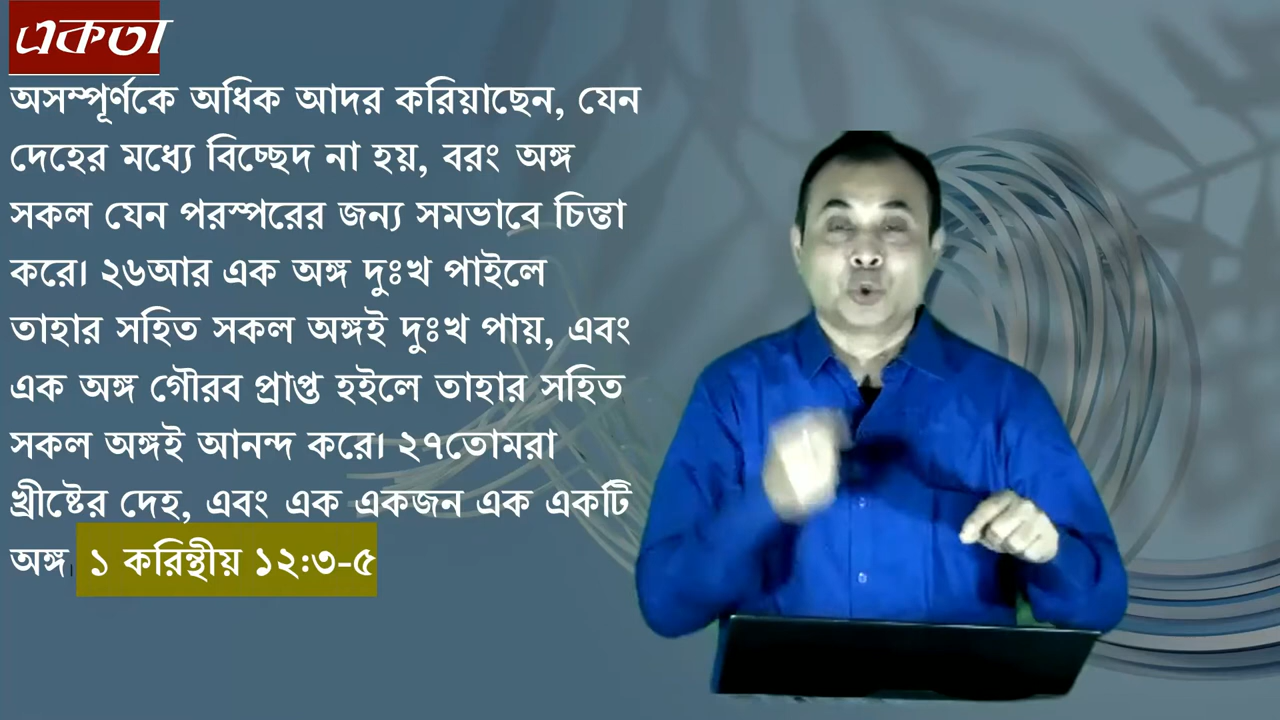 একতা
অসম্পূর্ণকে অধিক আদর করিয়াছেন, যেন
দেহের মধ্যে বিচ্ছেদ না হয়, বরং অঙ্গ
সকল যেন পরস্পরের জন্য সমভাবে চিন্তা
করে। ২৬আর এক অঙ্গ দুঃখ পাইলে
তাহার সহিত সকল অঙ্গই দুঃখ পায়, এবং
এক অঙ্গ গৌরব প্রাপ্ত হইলে তাহার সহিত
সকল অঙ্গই আনন্দ করে। ২৭তোমরা
খ্রীষ্টের দেহ, এবং এক একজন এক একটি
অঙ্গ। ১ করিন্থীয় ১২:৩-৫